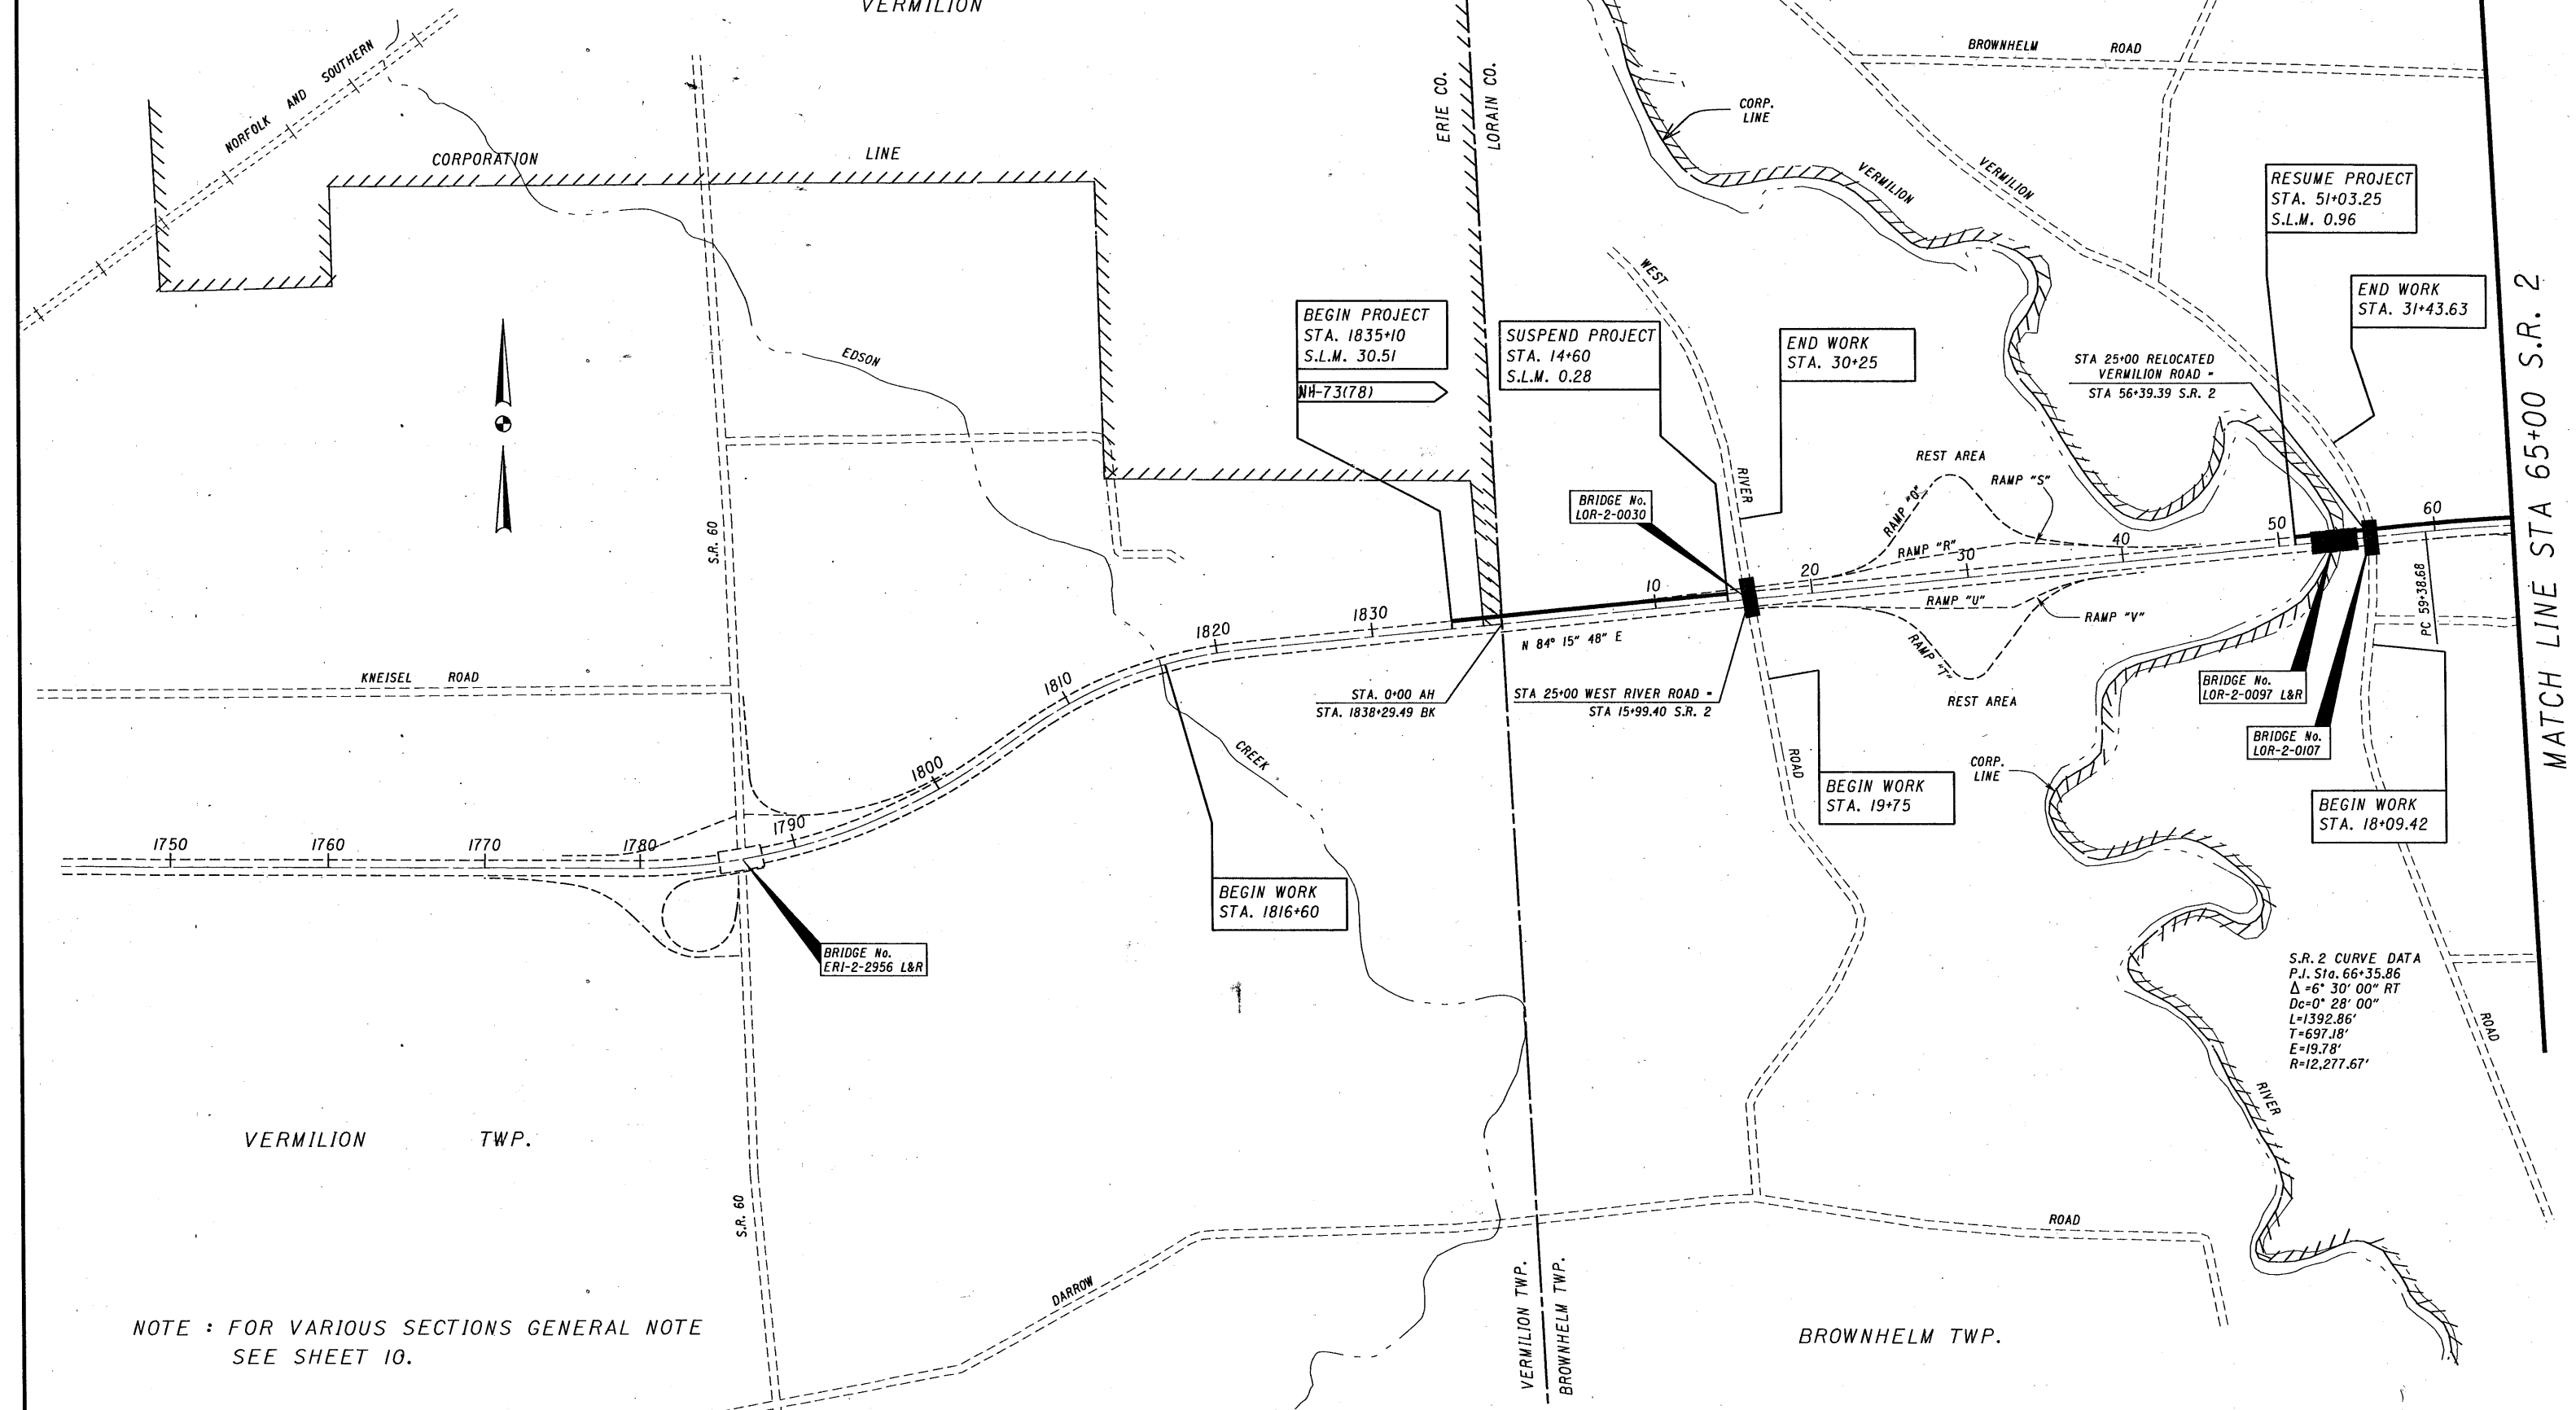 VERMILION
NORFOLK AND SOUTHERN
CORPORATION LINE
ERIE CO.
LORAIN CO.
CORP.
LINE
BROWNHELM ROAD
VERMILION
VERMILION
RESUME PROJECT
STA. 51+03.25
S.L.M. 0.96
END WORK
STA. 31+43.63
MATCH LINE STA 65+00 S.R. 2
BEGIN PROJECT
STA. 1835+10
S.L.M. 30.51
NH-73(78)
SUSPEND PROJECT
STA. 14+60
S.L.M. 0.28
WEST
RIVER
END WORK
STA. 30+25
STA 25+00 RELOCATED
VERMILION ROAD =
STA 56+39.39 S.R. 2
EDSON
S.R. 60
BRIDGE No.
LOR-2-0030
REST AREA
RAMP "Q"
RAMP "S"
RAMP "R"
RAMP "U"
RAMP "V"
RAMP "T"
REST AREA
10
20
30
40
50
60
PC 59+38.68
1750
1760
1770
1780
1790
1800
1810
1820
1830
N 84° 15" 48" E
STA. 0+00 AH
STA. 1838+29.49 BK
STA 25+00 WEST RIVER ROAD =
STA 15+99.40 S.R. 2
BRIDGE No.
LOR-2-0097 L&R
BRIDGE No.
LOR-2-0107
KNEISEL ROAD
CREEK
ROAD
CORP.
LINE
BEGIN WORK
STA. 19+75
BEGIN WORK
STA. 18+09.42
BEGIN WORK
STA. 1816+60
BRIDGE No.
ERI-2-2956 L&R
S.R. 2 CURVE DATA
P.I. Sta. 66+35.86
Δ =6° 30' 00" RT
Dc=0° 28' 00"
L=1392.86'
T=697.18'
E=19.78'
R=12,277.67'
ROAD
RIVER
VERMILION TWP.
S.R. 60
DARROW
ROAD
VERMILION TWP.
BROWNHELM TWP.
BROWNHELM TWP.
NOTE : FOR VARIOUS SECTIONS GENERAL NOTE
SEE SHEET 10.